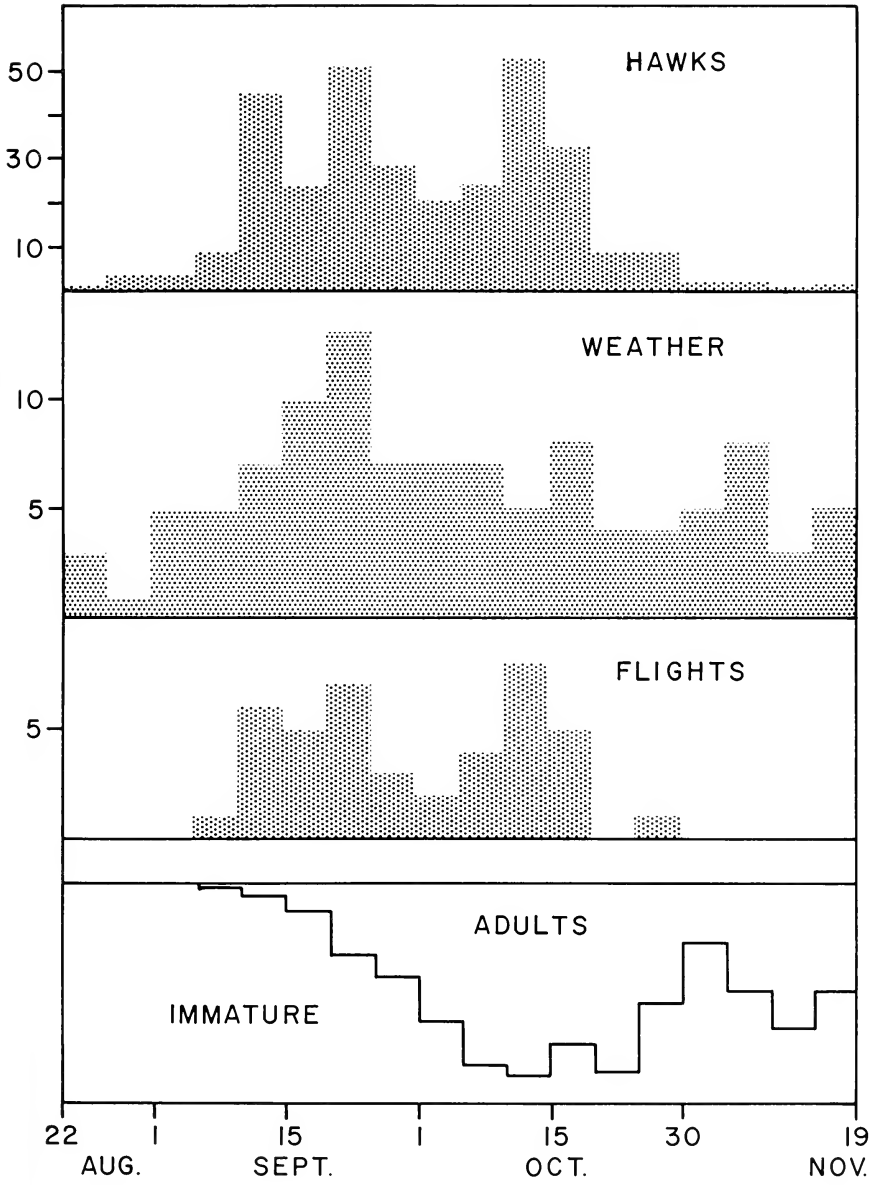 HAWKS
50
30
10
WEATHER
10
5
FLIGHTS
5
ADULTS
IMMATURE
22 1 15 1 15 30 19
AUG. SEPT. OCT. NOV.